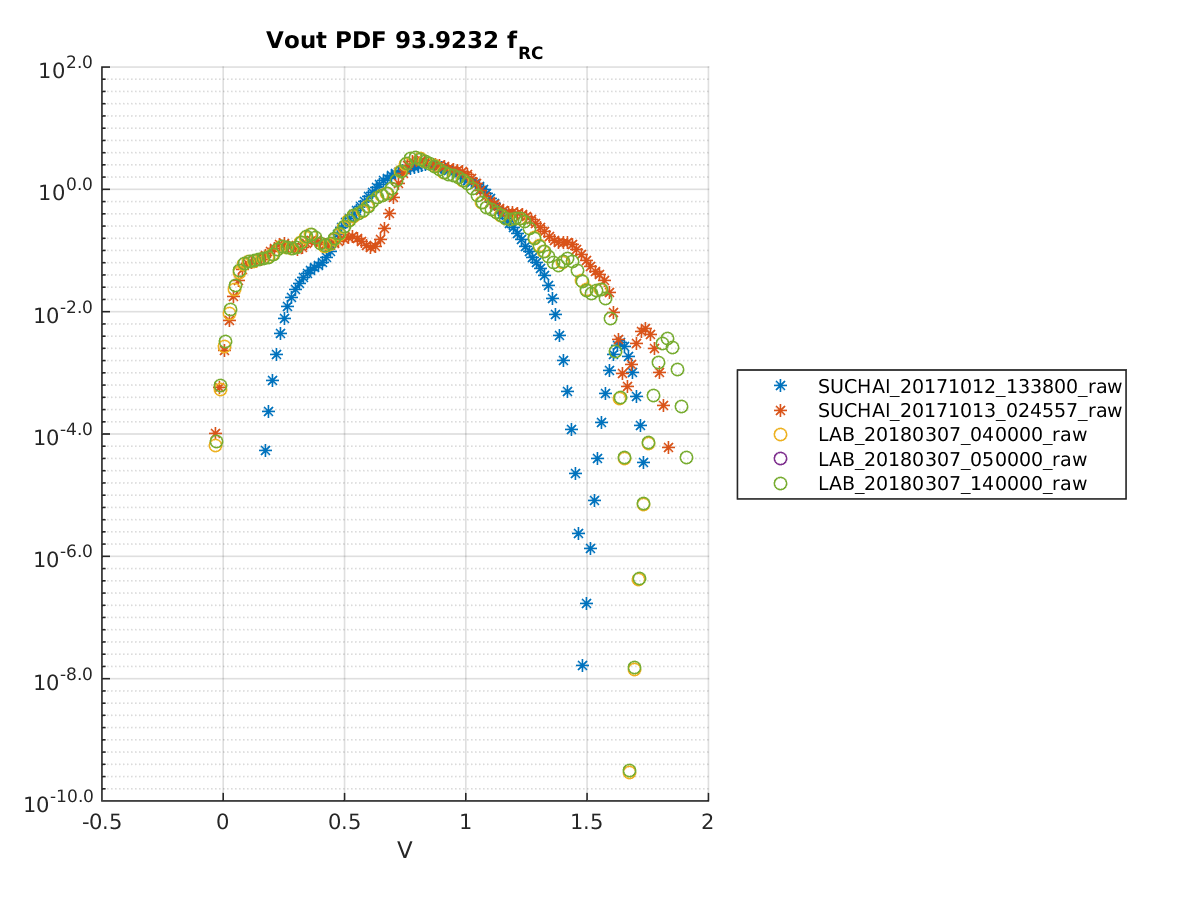 Vout PDF 93.9232 f_RC
10^2.0
10^0.0
10^-2.0
10^-4.0
10^-6.0
10^-8.0
10^-10.0
-0.5 0 0.5 1 1.5 2
V
SUCHAI_20171012_133800_raw
SUCHAI_20171013_024557_raw
LAB_20180307_040000_raw
LAB_20180307_050000_raw
LAB_20180307_140000_raw